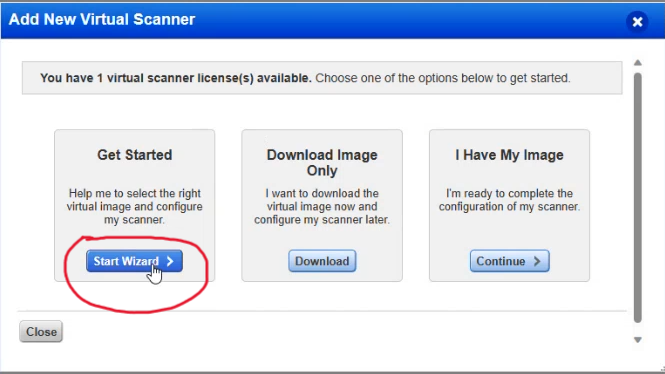 Add New Virtual Scanner
You have 1 virtual scanner license(s) available. Choose one of the options below to get started.
Get Started
Help me to select the right
virtual image and configure
my scanner.
Start Wizard
Download Image
Only
I want to download the
virtual image now and
configure my scanner later.
Download
I Have My Image
I'm ready to complete the
configuration of my scanner.
Continue
Close